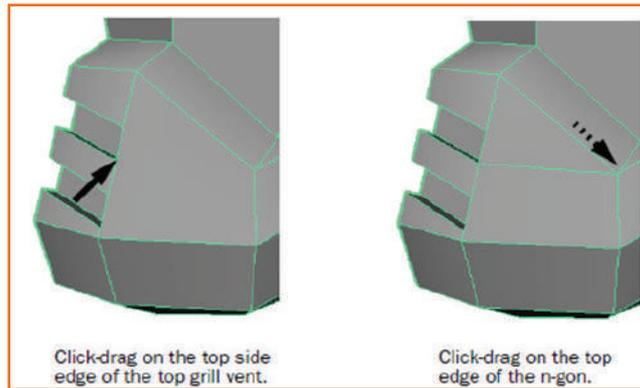 Click-drag on the top side
edge of the top grill vent.
Click-drag on the top
edge of the n-gon.